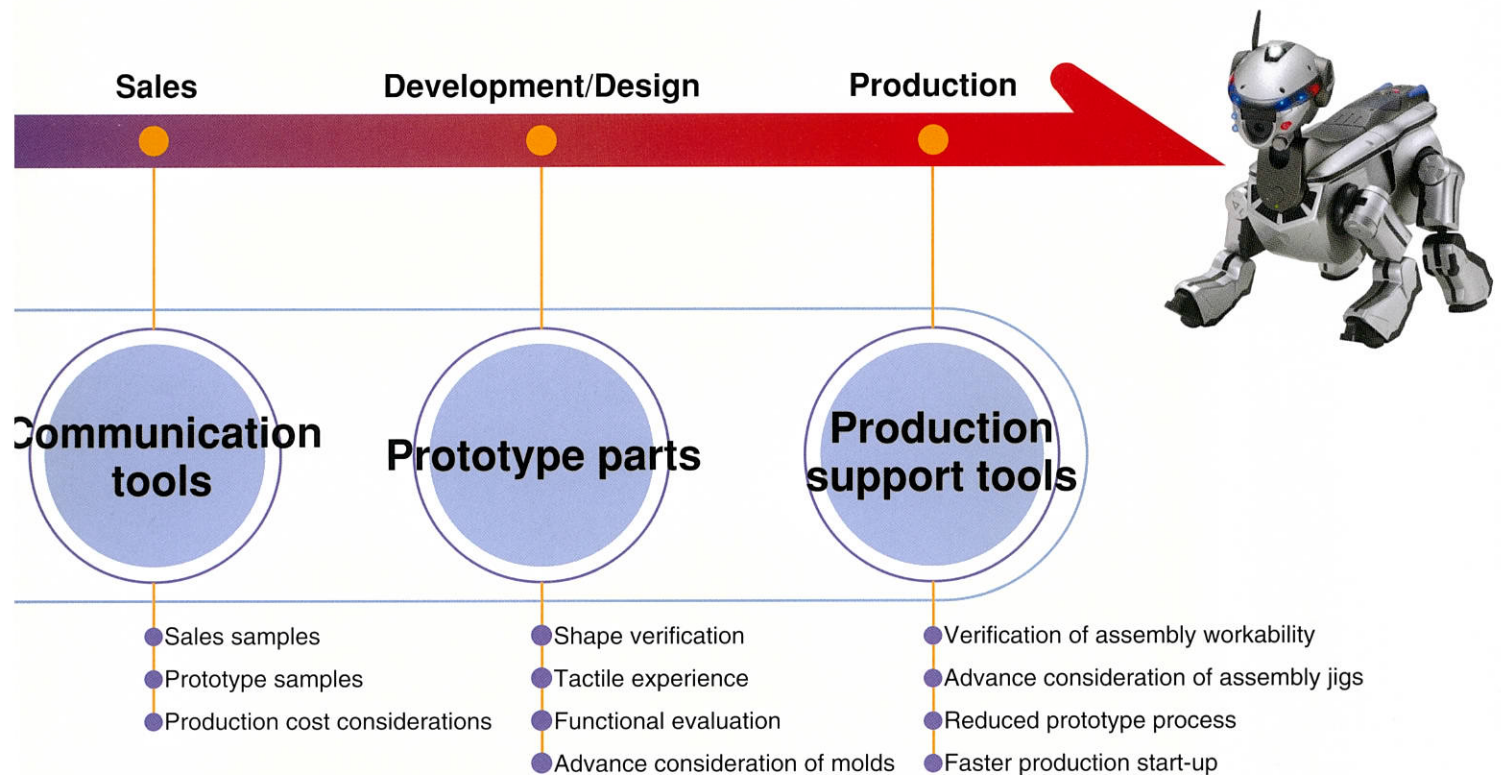 Sales
Development/Design
Production
Communication
tools
Prototype parts
Production
support tools
Sales samples
Prototype samples
Production cost considerations
Shape verification
Tactile experience
Functional evaluation
Advance consideration of molds
Verification of assembly workability
Advance consideration of assembly jigs
Reduced prototype process
Faster production start-up